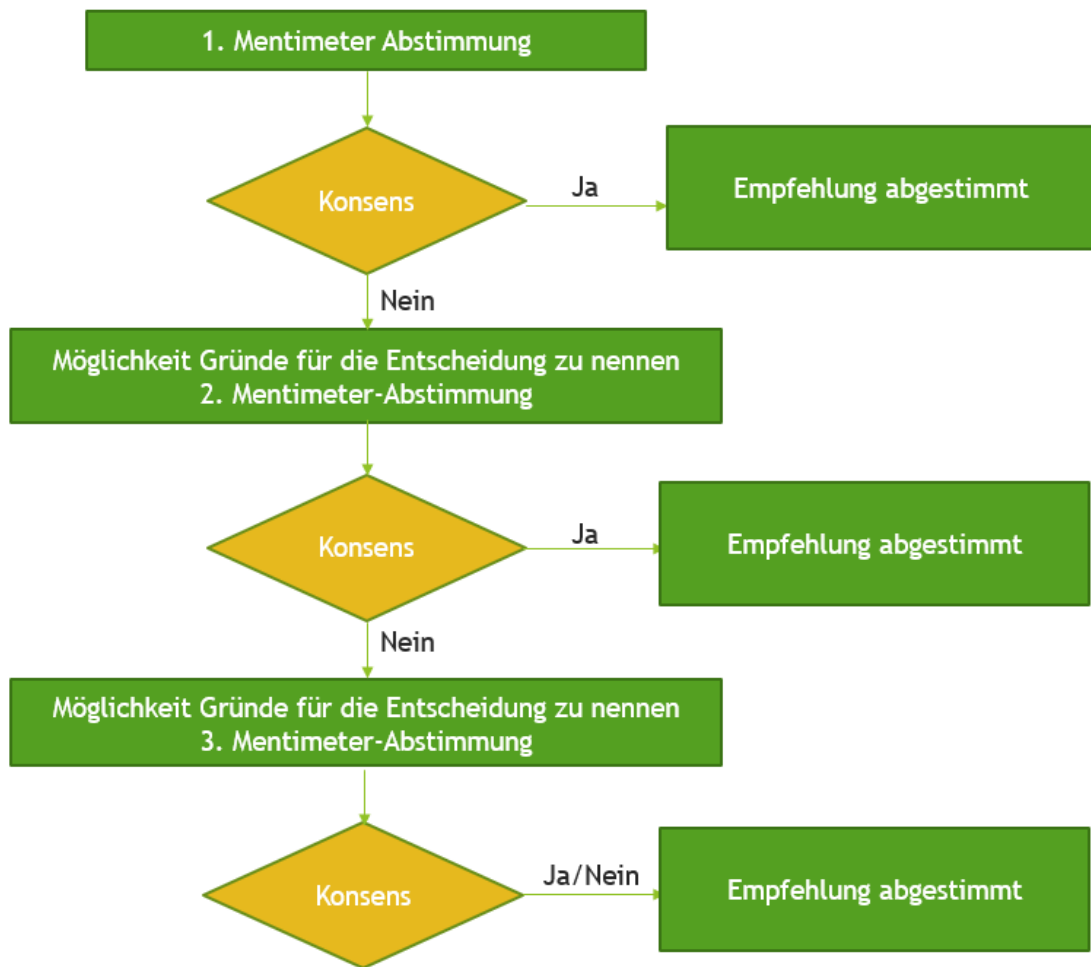 1. Mentimeter Abstimmung
Konsens
Ja
Empfehlung abgestimmt
Nein
Möglichkeit Gründe für die Entscheidung zu nennen
2. Mentimeter-Abstimmung
Konsens
Ja
Empfehlung abgestimmt
Nein
Möglichkeit Gründe für die Entscheidung zu nennen
3. Mentimeter-Abstimmung
Konsens
Ja/Nein
Empfehlung abgestimmt